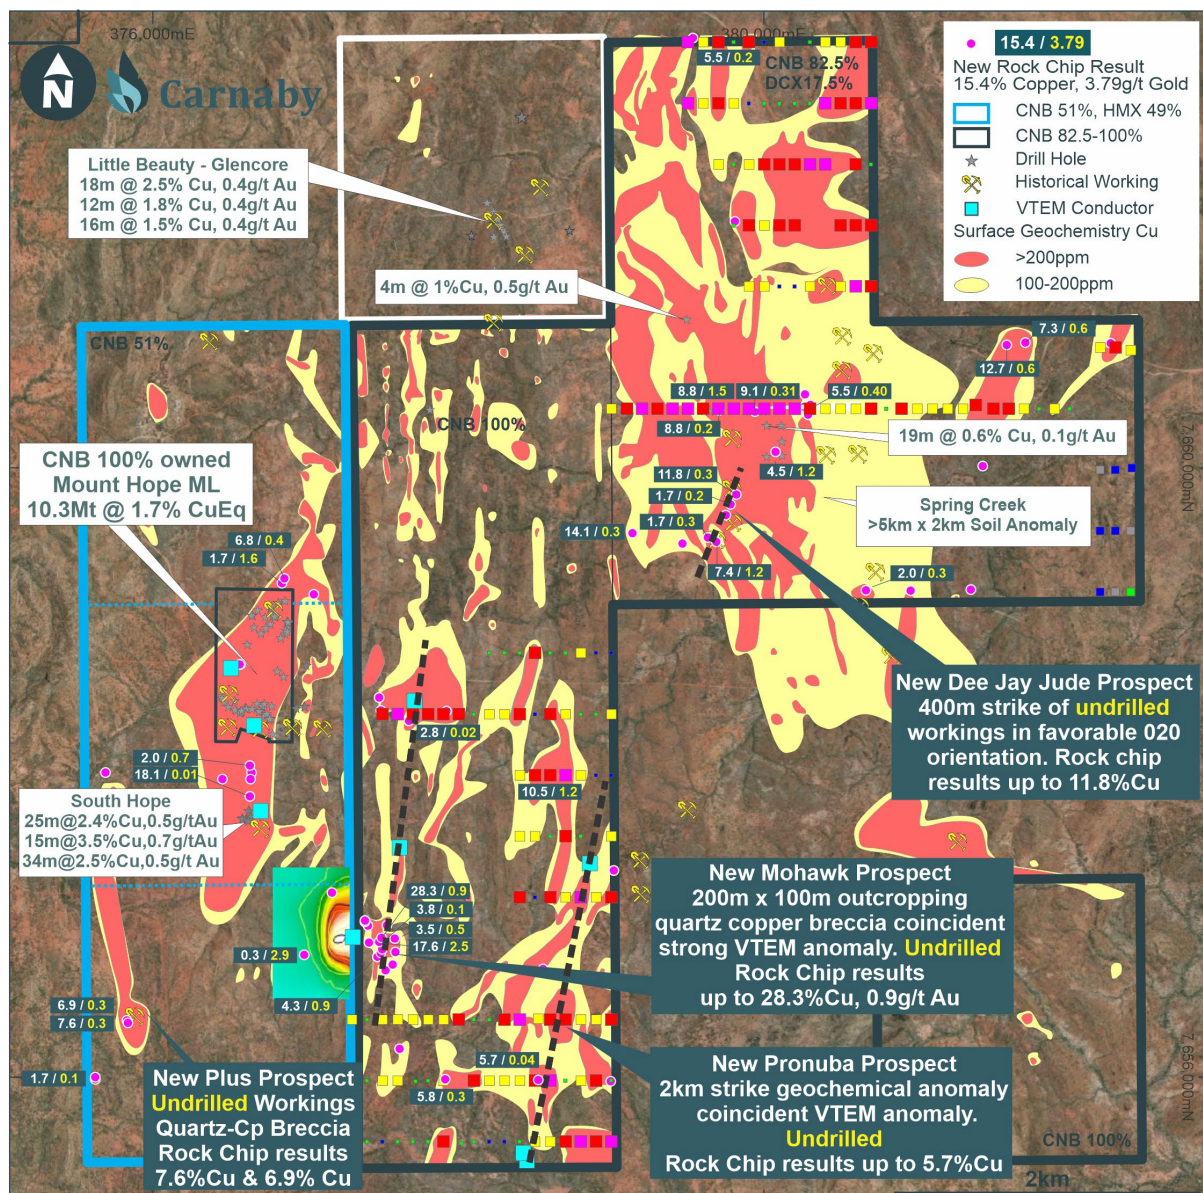 376,000mE
380,000mE
N
Carnaby
CNB 82.5%
DCX17.5%
15.4 / 3.79
New Rock Chip Result
15.4% Copper, 3.79g/t Gold
CNB 51%, HMX 49%
CNB 82.5-100%
Drill Hole
Historical Working
VTEM Conductor
Surface Geochemistry Cu
>200ppm
100-200ppm
5.5 / 0.2
Little Beauty - Glencore
18m @ 2.5% Cu, 0.4g/t Au
12m @ 1.8% Cu, 0.4g/t Au
16m @ 1.5% Cu, 0.4g/t Au
4m @ 1%Cu, 0.5g/t Au
CNB 51%
CNB 100%
7.3 / 0.6
12.7 / 0.6
8.8 / 1.5
9.1 / 0.31
5.5 / 0.40
8.8 / 0.2
19m @ 0.6% Cu, 0.1g/t Au
4.5 / 1.2
11.8 / 0.3
1.7 / 0.2
1.7 / 0.3
14.1 / 0.3
7.4 / 1.2
2.0 / 0.3
Spring Creek
>5km x 2km Soil Anomaly
7,660,000mN
CNB 100% owned
Mount Hope ML
10.3Mt @ 1.7% CuEq
6.8 / 0.4
1.7 / 1.6
New Dee Jay Jude Prospect
400m strike of undrilled
workings in favorable 020
orientation. Rock chip
results up to 11.8%Cu
2.8 / 0.02
10.5 / 1.2
2.0 / 0.7
18.1 / 0.01
South Hope
25m@2.4%Cu,0.5g/tAu
15m@3.5%Cu,0.7g/tAu
34m@2.5%Cu,0.5g/t Au
28.3 / 0.9
3.8 / 0.1
3.5 / 0.5
17.6 / 2.5
0.3 / 2.9
4.3 / 0.9
New Mohawk Prospect
200m x 100m outcropping
quartz copper breccia coincident
strong VTEM anomaly. Undrilled
Rock Chip results
up to 28.3%Cu, 0.9g/t Au
6.9 / 0.3
7.6 / 0.3
1.7 / 0.1
5.7 / 0.04
5.8 / 0.3
New Plus Prospect
Undrilled Workings
Quartz-Cp Breccia
Rock Chip results
7.6%Cu & 6.9% Cu
New Pronuba Prospect
2km strike geochemical anomaly
coincident VTEM anomaly.
Undrilled
Rock Chip results up to 5.7%Cu
7,656,000mN
CNB 100%
2km